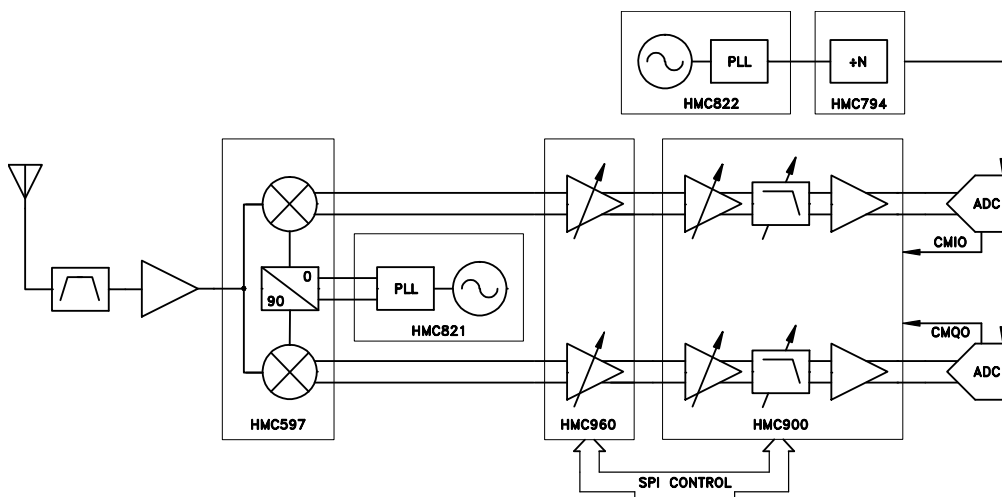 PLL
÷N
HMC822
HMC794
ADC
CMIO
0
90
PLL
HMC821
CMQO
ADC
HMC597
HMC960
HMC900
SPI CONTROL